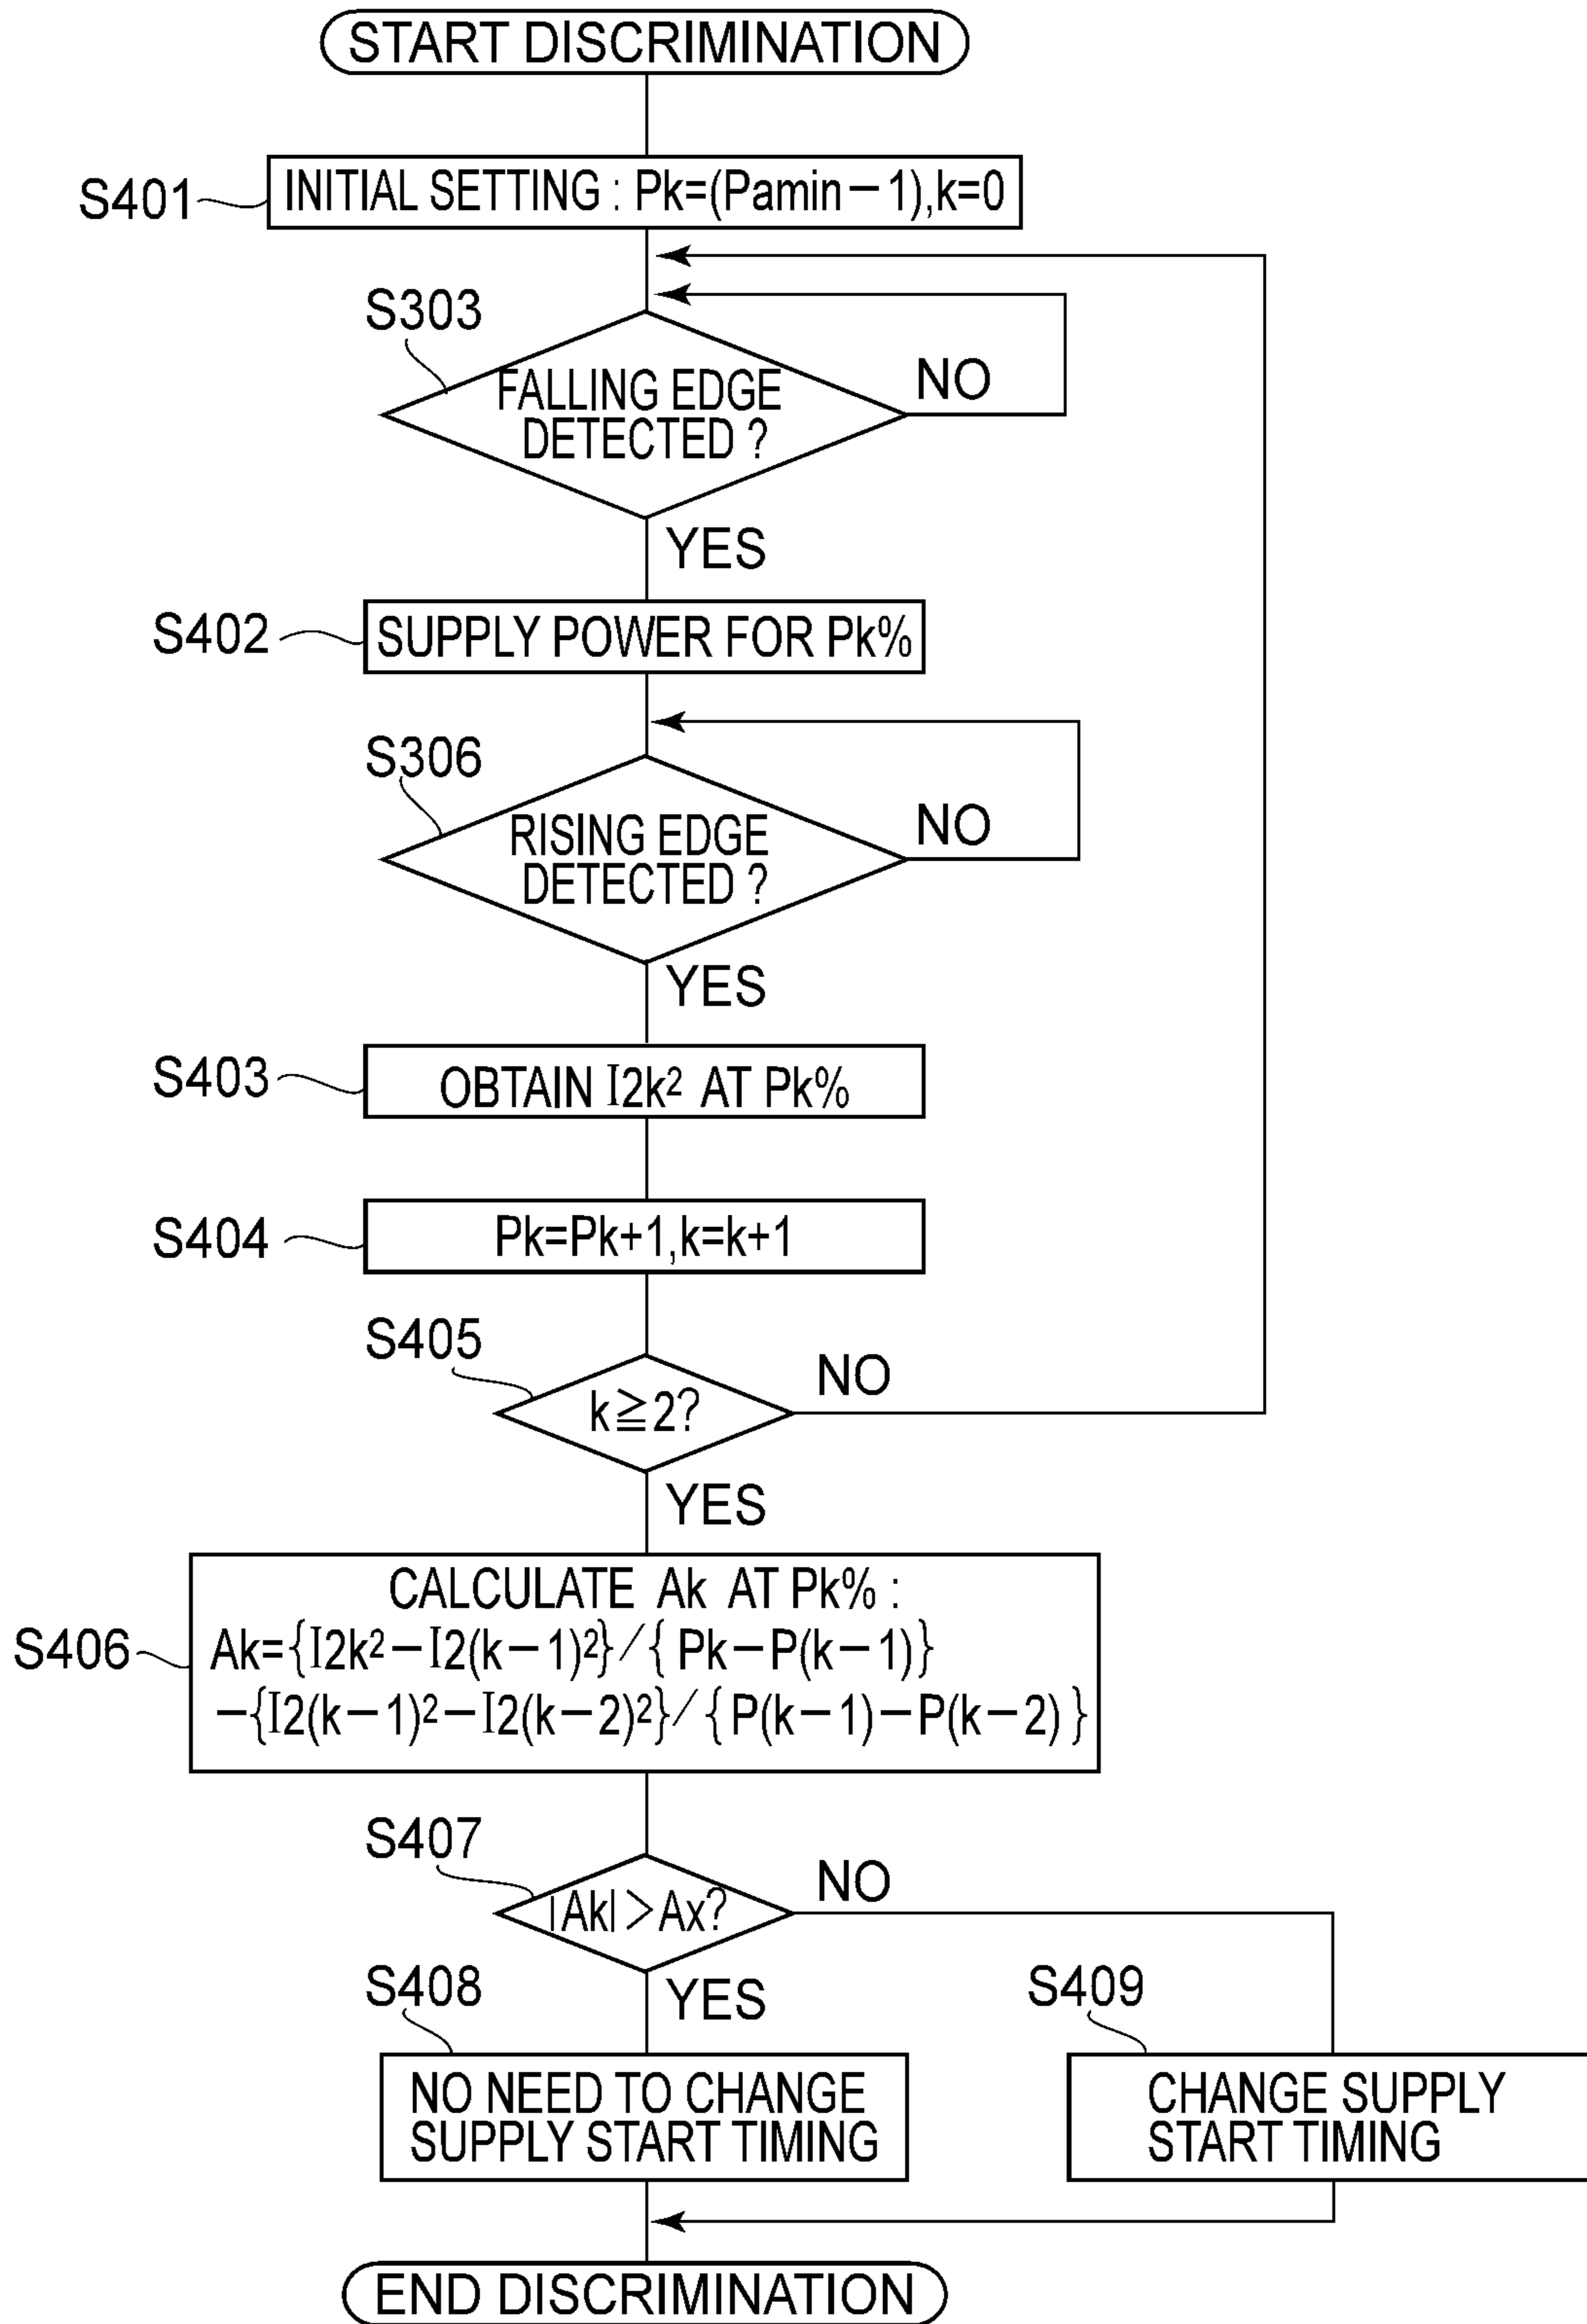 START DISCRIMINATION
S401
INITIAL SETTING : Pk=(Pamin−1),k=0
S303
FALLING EDGE
DETECTED ?
NO
YES
S402
SUPPLY POWER FOR Pk%
S306
RISING EDGE
DETECTED ?
NO
YES
S403
OBTAIN I2k² AT Pk%
S404
Pk=Pk+1,k=k+1
S405
k≧2?
NO
YES
S406
CALCULATE Ak AT Pk% :
Ak={I2k²−I2(k−1)²}/{Pk−P(k−1)}
−{I2(k−1)²−I2(k−2)²}/{P(k−1)−P(k−2)}
S407
|Ak|>Ax?
NO
YES
S408
NO NEED TO CHANGE
SUPPLY START TIMING
S409
CHANGE SUPPLY
START TIMING
END DISCRIMINATION